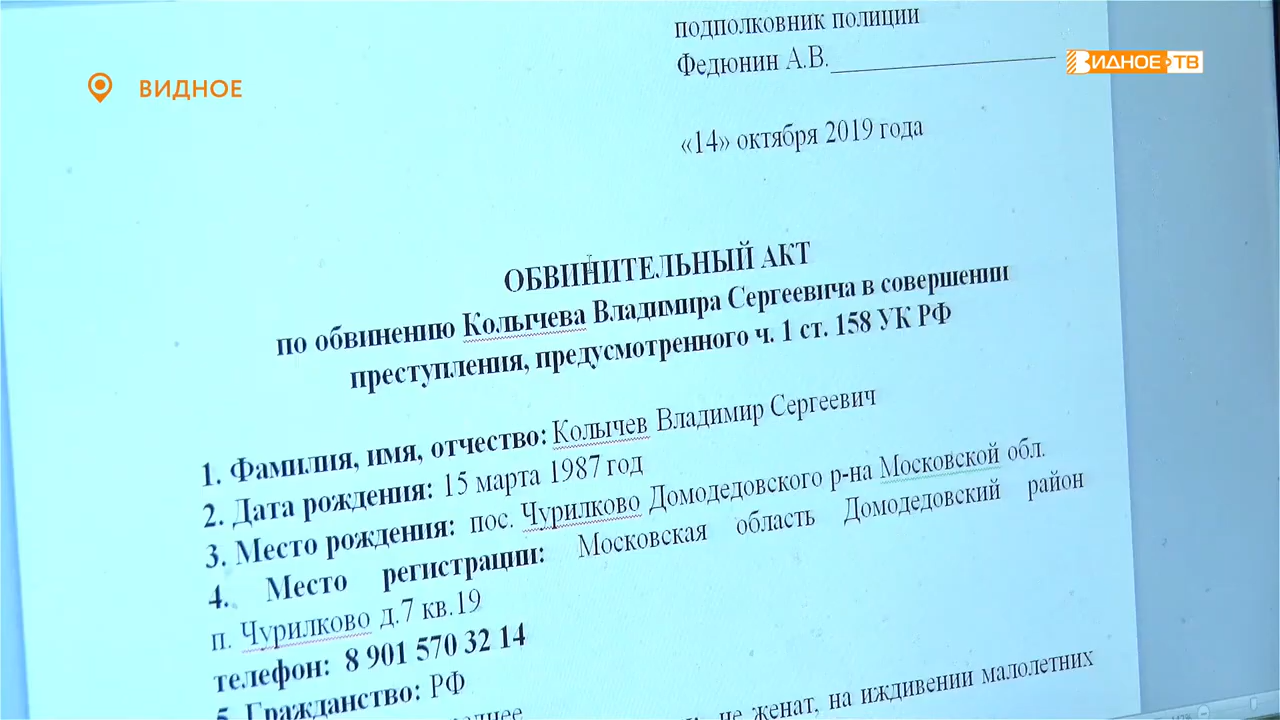 подполковник полиции
Федюнин А.В.
ВИДНОЕ
ВИДНОЕ ТВ
«14» октября 2019 года
ОБВИНИТЕЛЬНЫЙ АКТ
по обвинению Колычева Владимира Сергеевича в совершении
преступления, предусмотренного ч. 1 ст. 158 УК РФ
1. Фамилия, имя, отчество: Колычев Владимир Сергеевич
2. Дата рождения: 15 марта 1987 год
3. Место рождения: пос. Чурилково Домодедовского р-на Московской обл.
4. Место регистрации: Московская область Домодедовский район
п. Чурилково д.7 кв.19
телефон: 8 901 570 32 14
5. Гражданство: РФ
не женат, на иждивении малолетних